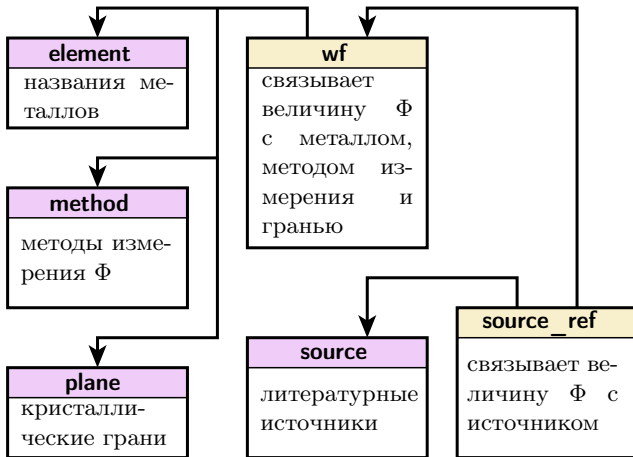 element
названия ме-
таллов
wf
связывает
величину Φ
с металлом,
методом из-
мерения и
гранью
method
методы изме-
рения Φ
plane
кристалли-
ческие грани
source
литературные
источники
source_ref
связывает ве-
личину Φ с
источником